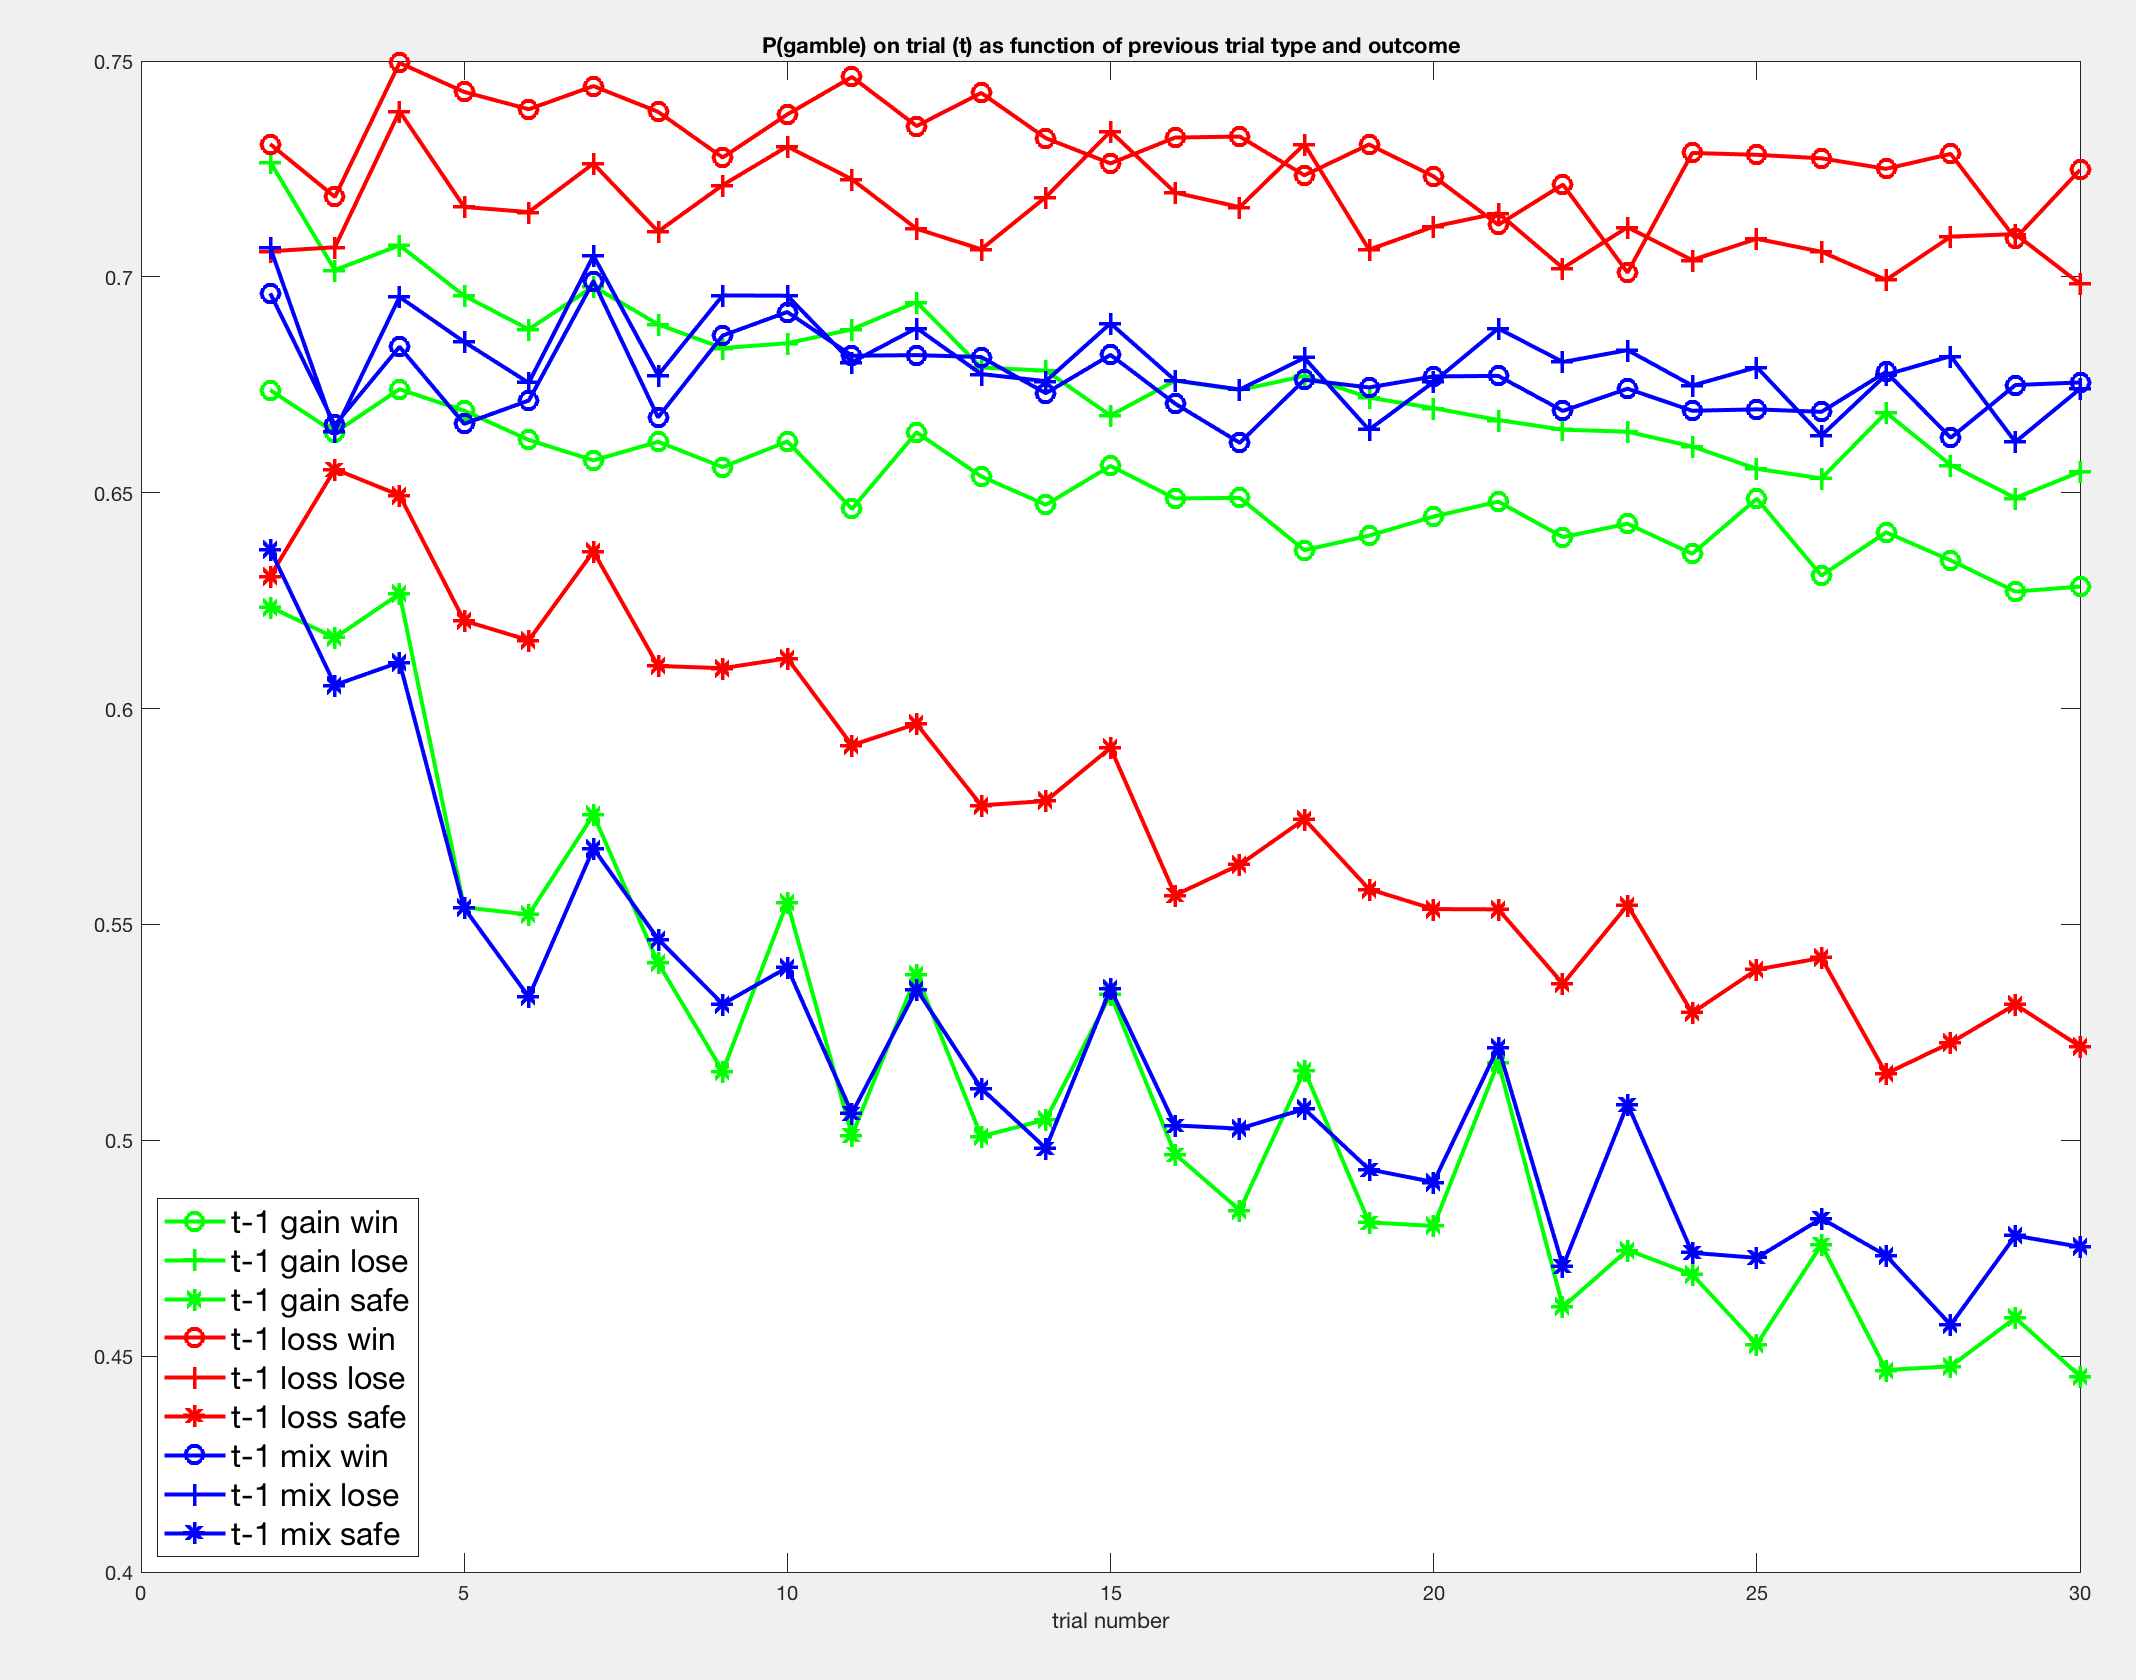 P(gamble) on trial (t) as function of previous trial type and outcome
0.75
0.7
0.65
0.6
0.55
0.5
0.45
0.4
t-1 gain win
t-1 gain lose
t-1 gain safe
t-1 loss win
t-1 loss lose
t-1 loss safe
t-1 mix win
t-1 mix lose
t-1 mix safe
0 5 10 15 20 25 30
trial number